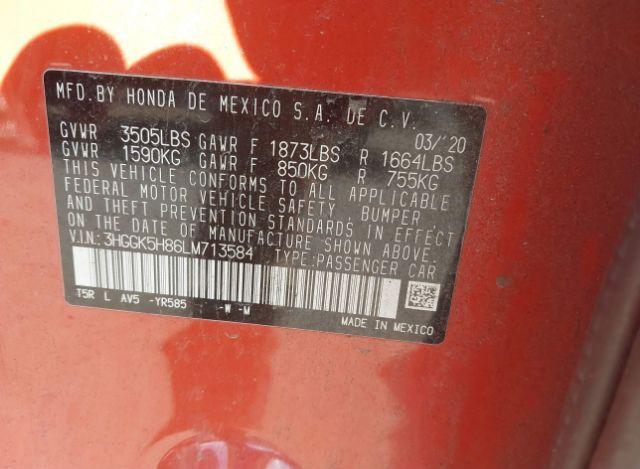 MFD.BY HONDA DE MEXICO S.A. DE C.V.
03/'20
GVWR 3505LBS GAWR F 1873LBS R 1664LBS
GVWR 1590KG GAWR F 850KG R 755KG
THIS VEHICLE CONFORMS TO ALL APPLICABLE
FEDERAL MOTOR VEHICLE SAFETY, BUMPER,
AND THEFT PREVENTION STANDARDS IN EFFECT
ON THE DATE OF MANUFACTURE SHOWN ABOVE.
V.I.N.: 3HGGK5H86LM713584 TYPE:PASSENGER CAR
T5R L AV5 -YR585 -W -M
MADE IN MEXICO